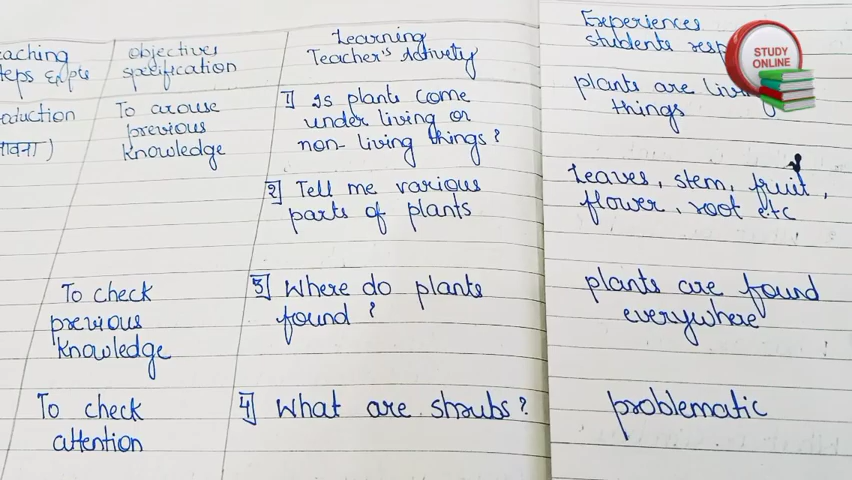 eaching
teps
objectives
specification
Learning
Teacher's Activity
Experiences
students resp
STUDY
ONLINE
oduction
ावना)
To arouse
previous
knowledge
1] Is plants come
under living or
non-living things?
plants are living
things
2] Tell me various
parts of plants
Leaves, stem, fruit,
flower, root etc
To check
previous
knowledge
3] Where do plants
found?
plants are found
everywhere
To check
attention
4] What are shrubs?
problematic